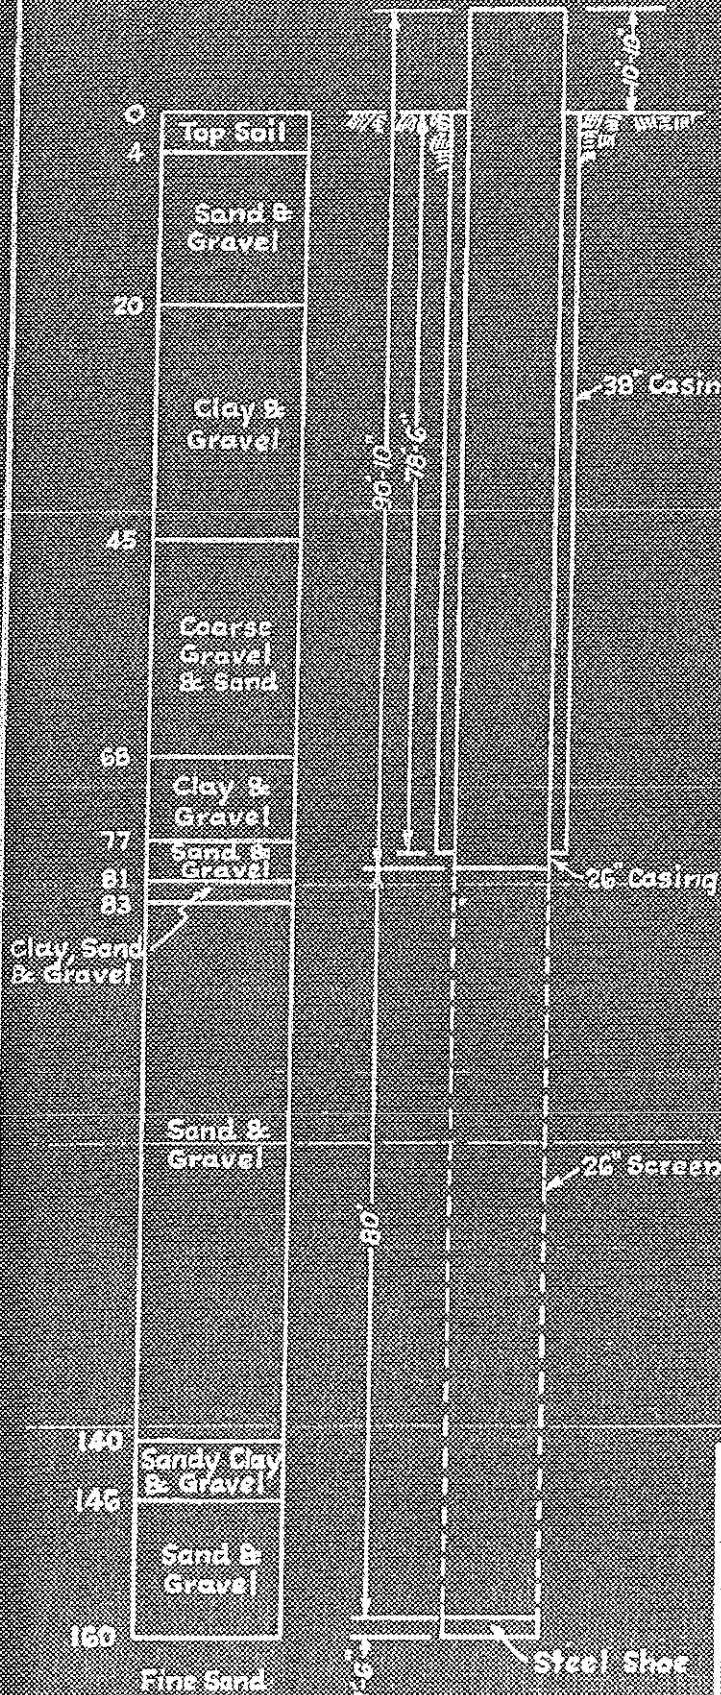 10'-10"
0
Top Soil
4
Sand &
Gravel
20
Clay &
Gravel
38" Casin
90'-10"
78'-6"
45
Coarse
Gravel
& Sand
68
Clay &
Gravel
77
Sand &
Gravel
81
26" Casing
83
Clay, Sand
& Gravel
Sand &
Gravel
26" Screen
80'
140
Sandy Clay
& Gravel
146
Sand &
Gravel
160
Steel Shoe
Fine Sand